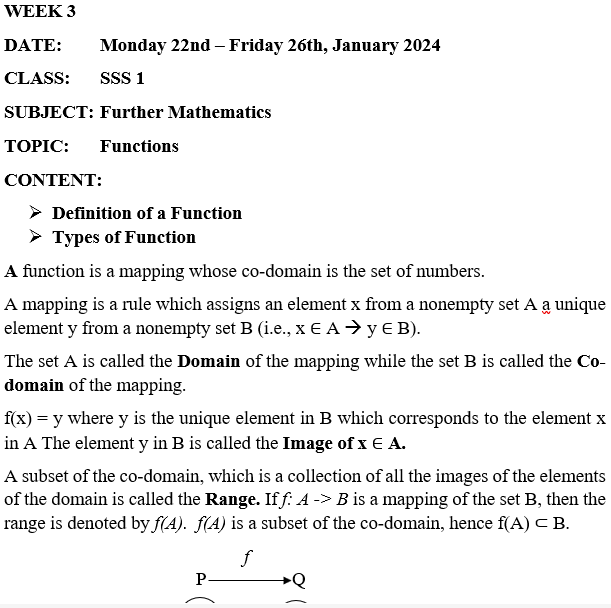 WEEK 3
DATE: Monday 22nd – Friday 26th, January 2024
CLASS: SSS 1
SUBJECT: Further Mathematics
TOPIC: Functions
CONTENT:
➢ Definition of a Function
➢ Types of Function
A function is a mapping whose co-domain is the set of numbers.
A mapping is a rule which assigns an element x from a nonempty set A a unique
element y from a nonempty set B (i.e., x ∈ A → y ∈ B).
The set A is called the Domain of the mapping while the set B is called the Co-
domain of the mapping.
f(x) = y where y is the unique element in B which corresponds to the element x
in A The element y in B is called the Image of x ∈ A.
A subset of the co-domain, which is a collection of all the images of the elements
of the domain is called the Range. If f: A -> B is a mapping of the set B, then the
range is denoted by f(A). f(A) is a subset of the co-domain, hence f(A) ⊂ B.
f
P → Q